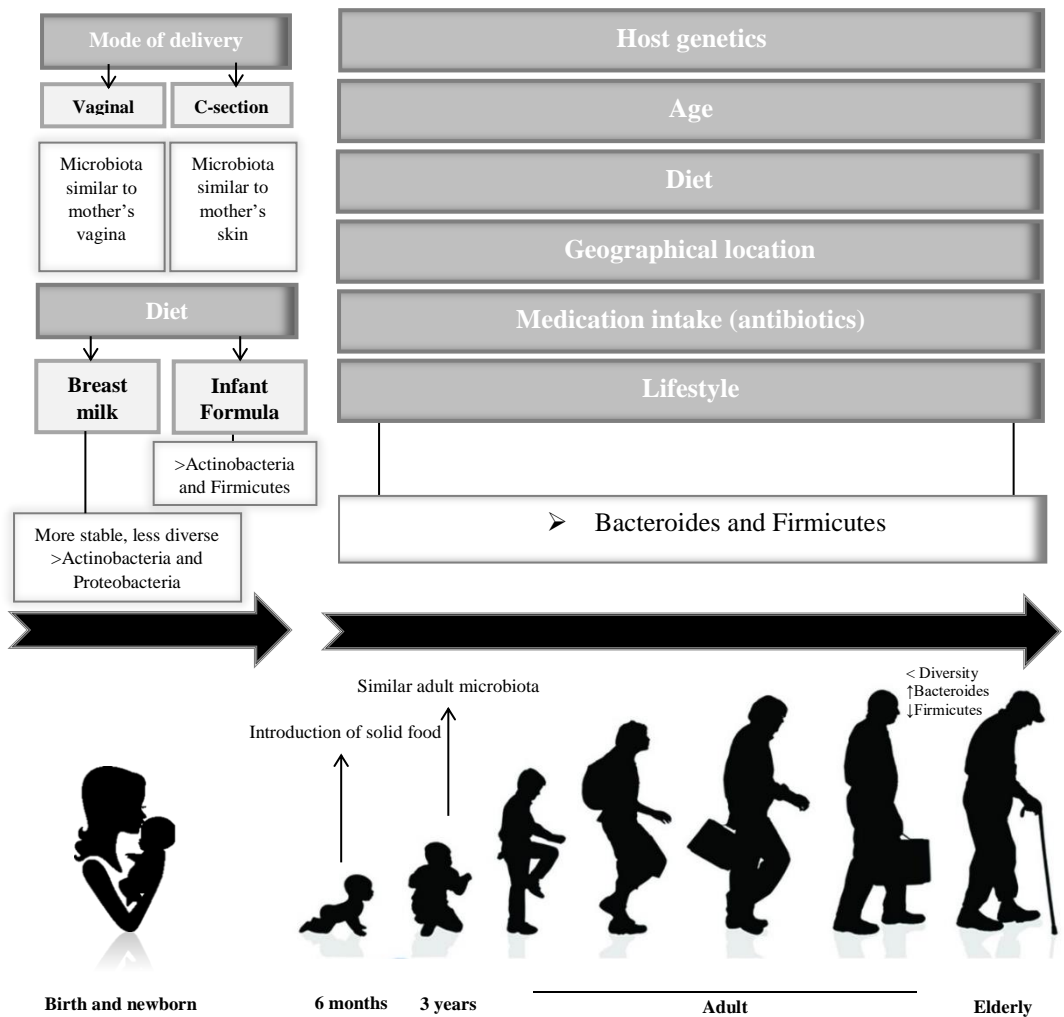 Mode of delivery
Vaginal
C-section
Microbiota
similar to
mother's
vagina
Microbiota
similar to
mother's
skin
Diet
Breast
milk
Infant
Formula
>Actinobacteria
and Firmicutes
More stable, less diverse
>Actinobacteria and
Proteobacteria
Host genetics
Age
Diet
Geographical location
Medication intake (antibiotics)
Lifestyle
➢ Bacteroides and Firmicutes
Similar adult microbiota
Introduction of solid food
< Diversity
↑Bacteroides
↓Firmicutes
Birth and newborn
6 months
3 years
Adult
Elderly